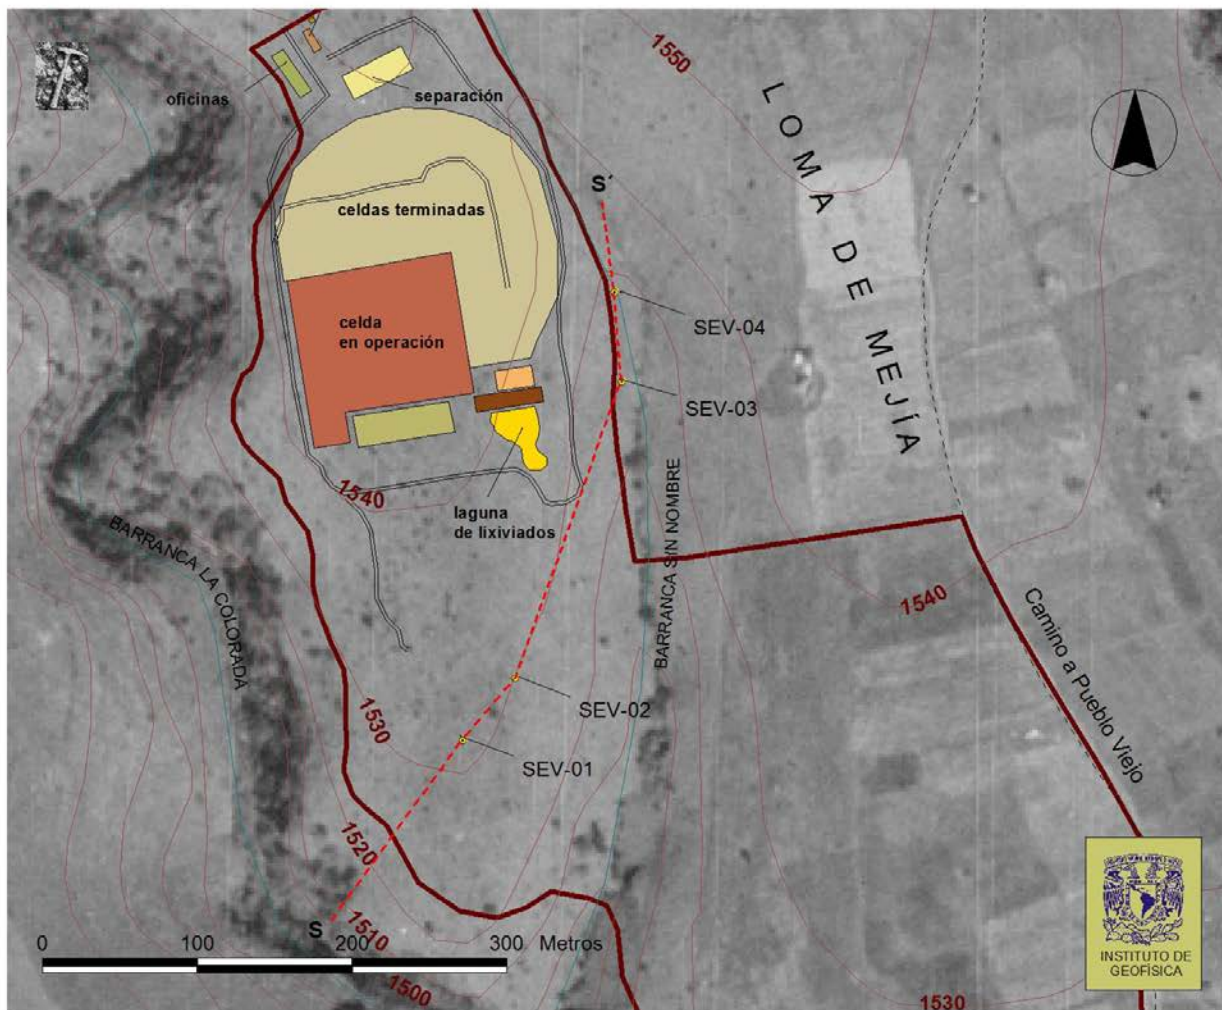 1550
oficinas
separación
LOMA DE MEJÍA
S´
celdas terminadas
SEV-04
celda
en operación
SEV-03
1540
laguna
de lixiviados
BARRANCA LA COLORADA
BARRANCA SIN NOMBRE
1540
Camino a Pueblo Viejo
SEV-02
1530
SEV-01
1520
S
1510
0 100 200 300 Metros
1500
1530
INSTITUTO DE
GEOFÍSICA